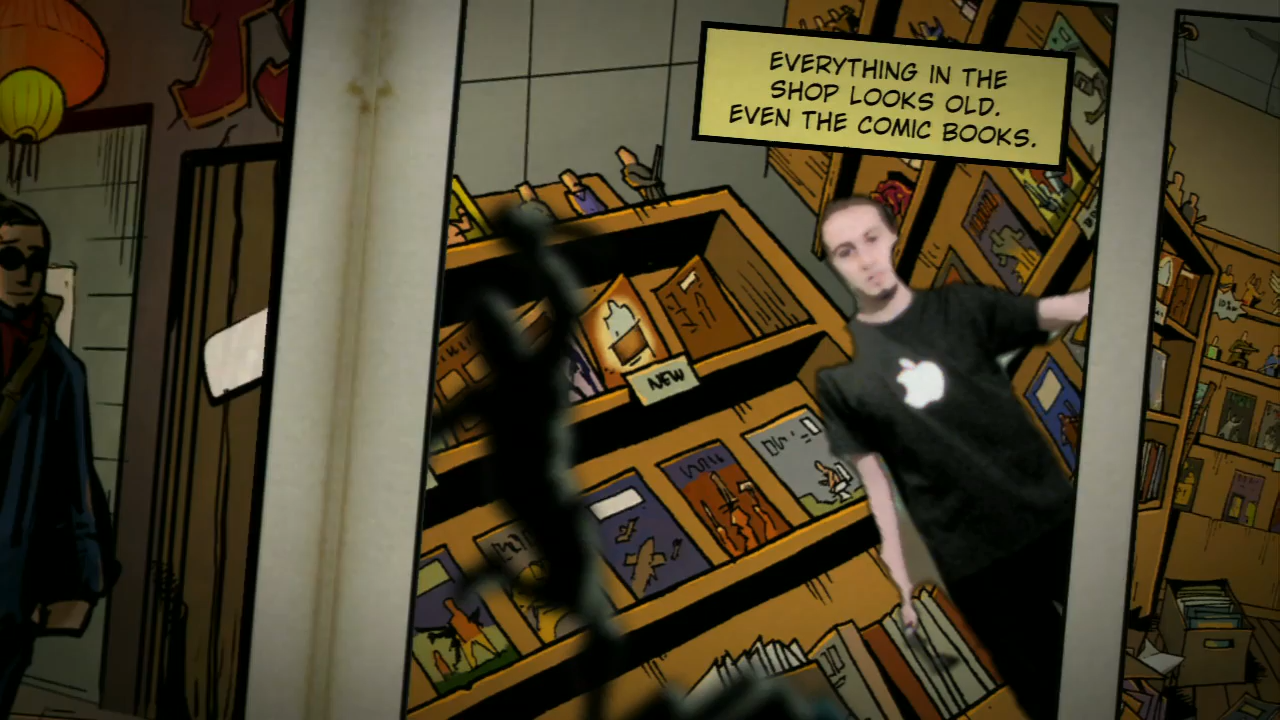 EVERYTHING IN THE
SHOP LOOKS OLD.
EVEN THE COMIC BOOKS.
NEW